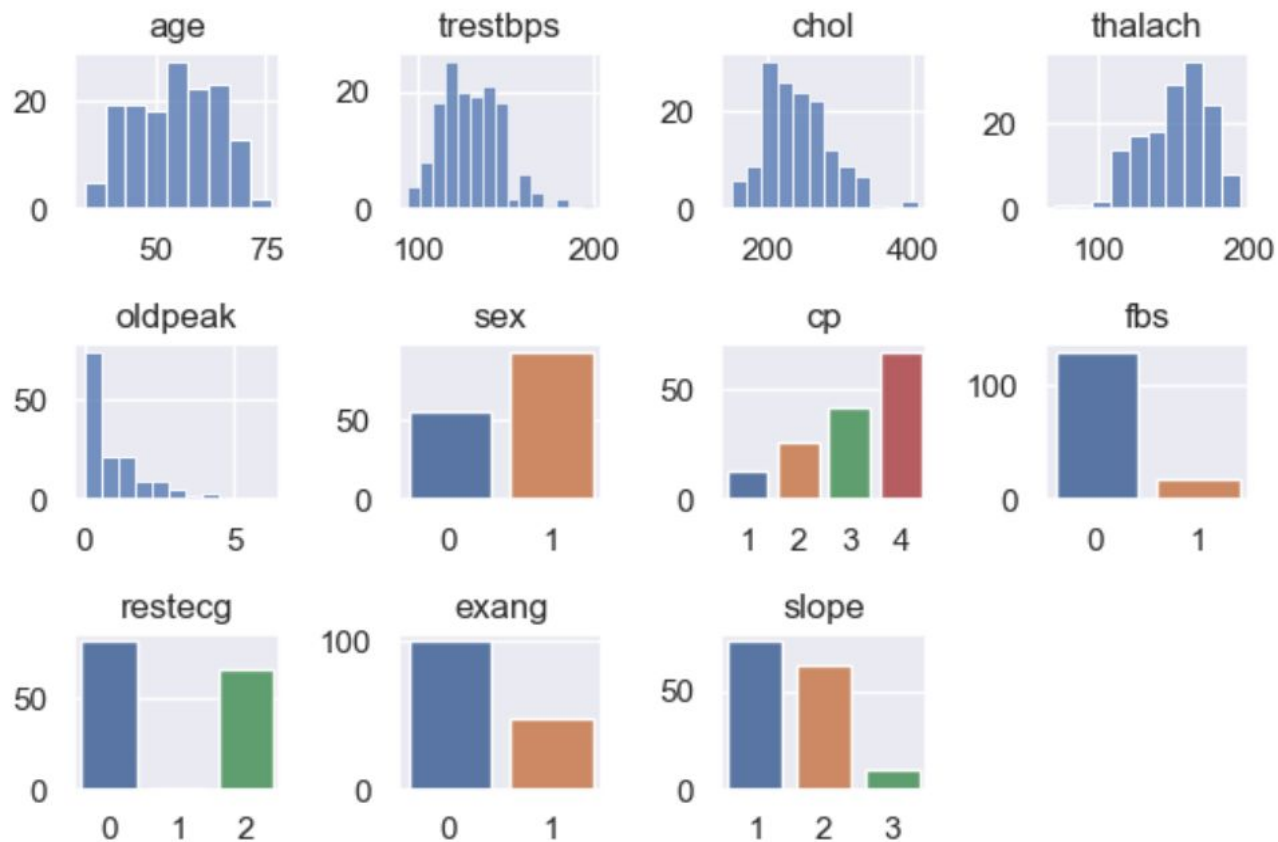 age trestbps chol thalach
20 20 20 20
0 0 0 0
50 75 100 200 200 400 100 200
oldpeak sex cp fbs
50 50 50 100
0 0 0 0
0 5 0 1 1 2 3 4 0 1
restecg exang slope
50 100 50
0 0 0
0 1 2 0 1 1 2 3